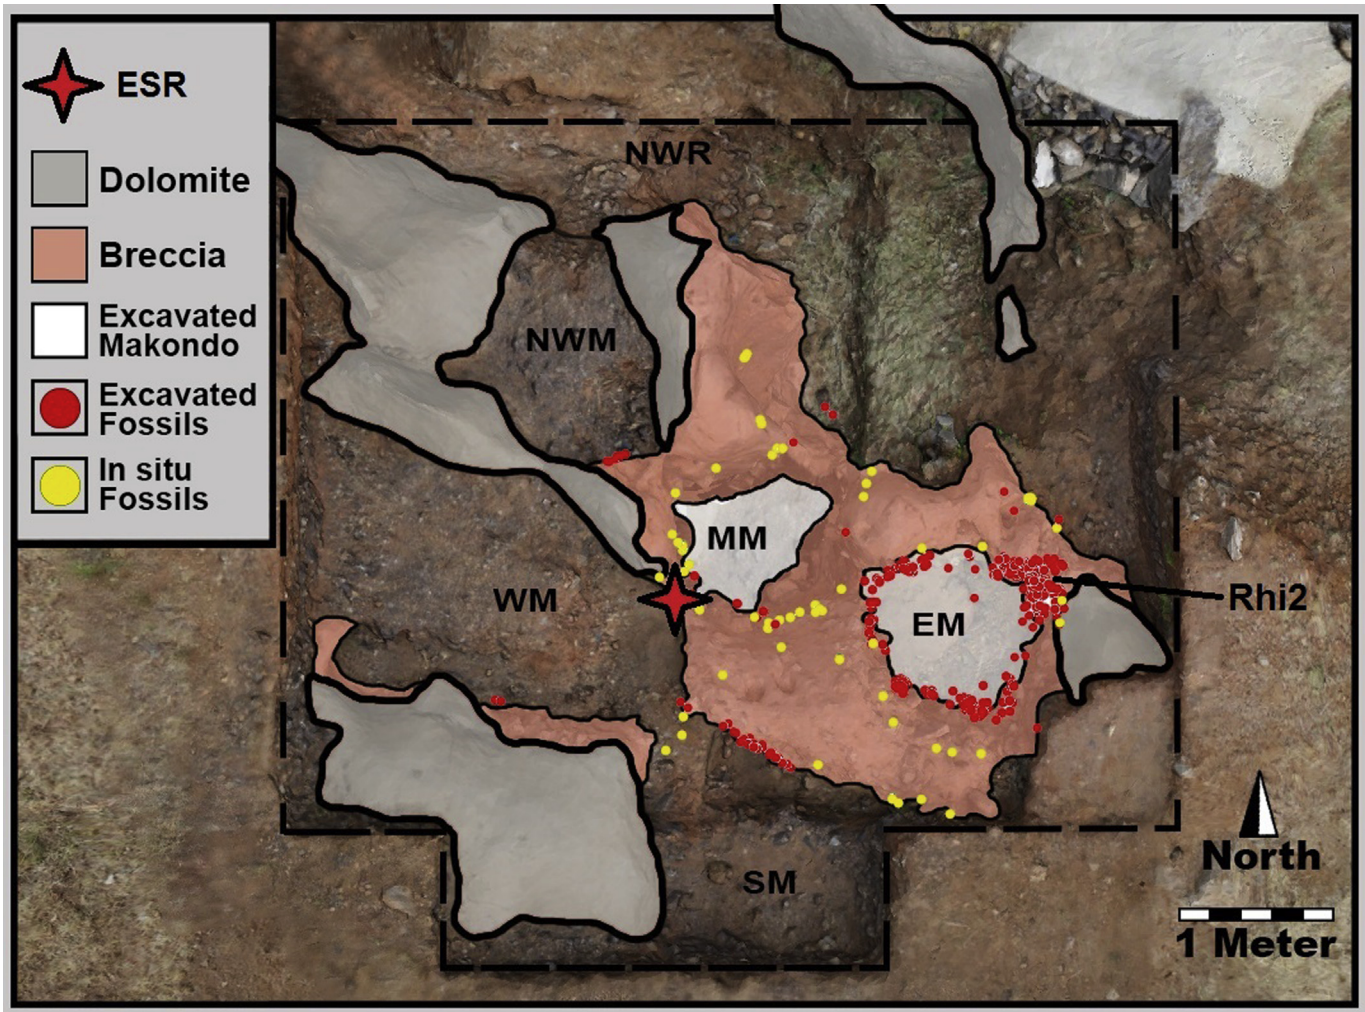 ESR
Dolomite
Breccia
Excavated
Makondo
Excavated
Fossils
In situ
Fossils
NWR
NWM
MM
WM
EM
Rhi2
SM
North
1 Meter